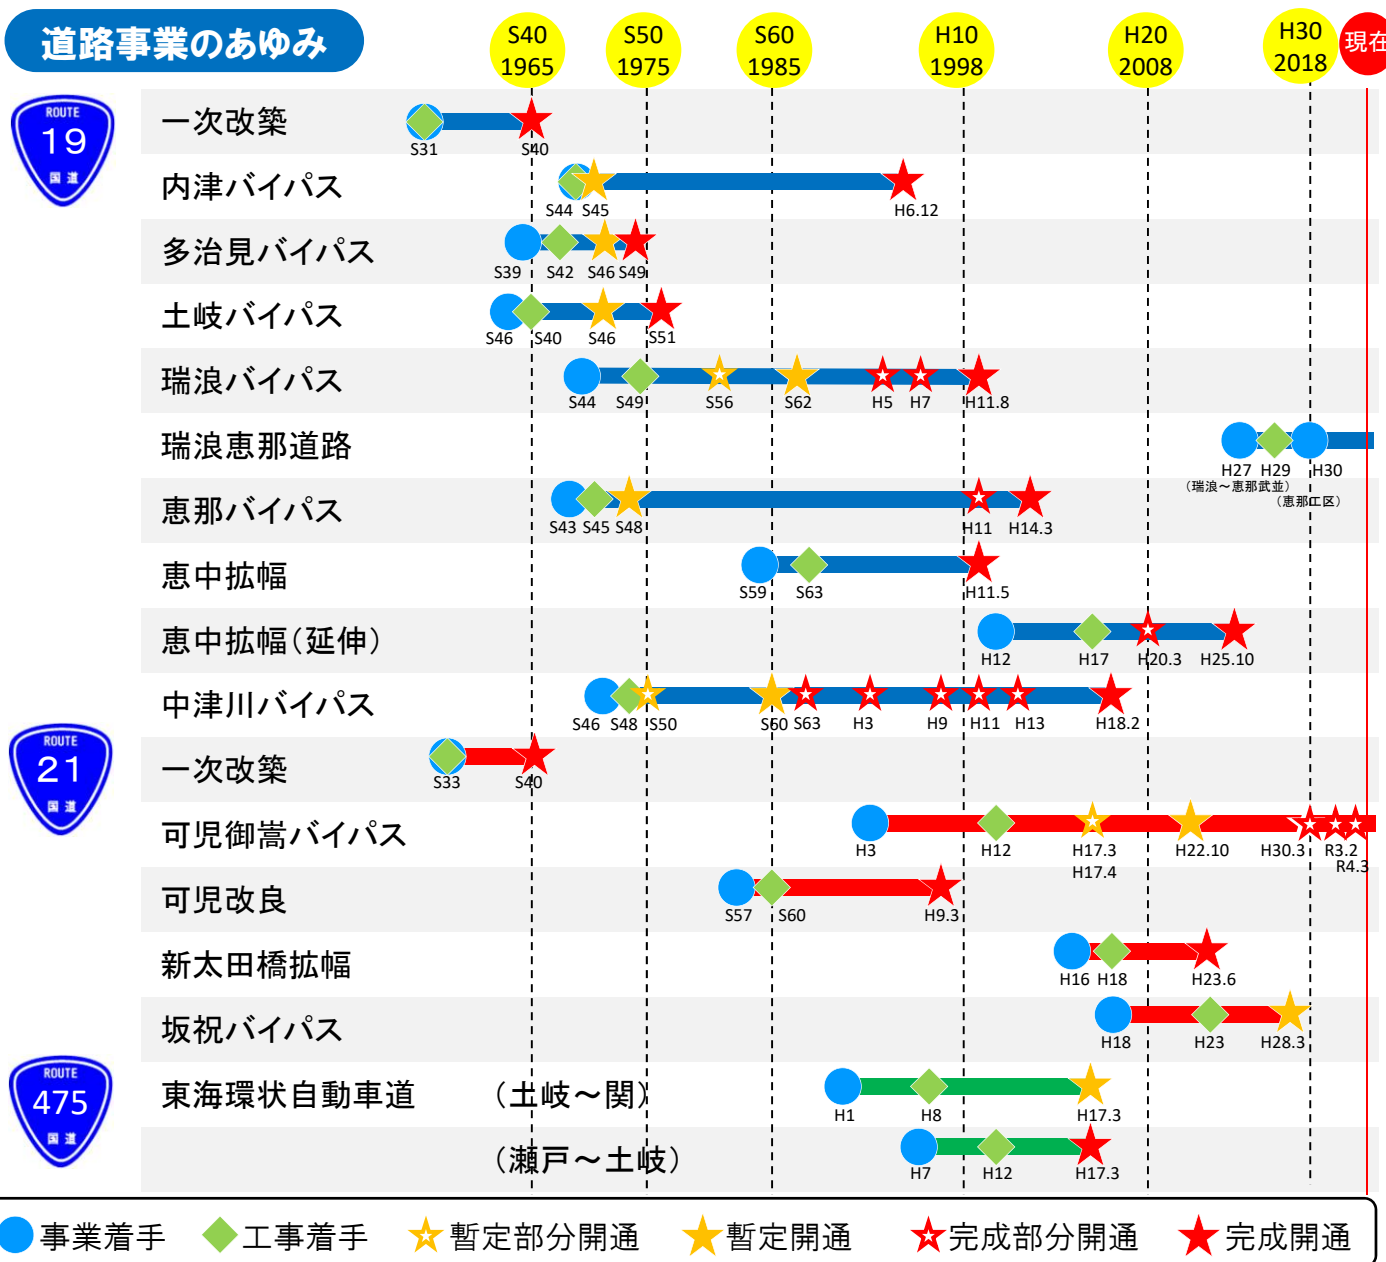 道路事業のあゆみ
S40
1965
S50
1975
S60
1985
H10
1998
H20
2008
H30
2018
現在
ROUTE
19
国道
一次改築
S31
S40
内津バイパス
S44
S45
H6.12
多治見バイパス
S39
S42
S46
S49
土岐バイパス
S46
S40
S46
S51
瑞浪バイパス
S44
S49
S56
S62
H5
H7
H11.8
瑞浪恵那道路
H27
H29
H30
(瑞浪～恵那武並)
(恵那工区)
恵那バイパス
S43
S45
S48
H11
H14.3
恵中拡幅
S59
S63
H11.5
恵中拡幅(延伸)
H12
H17
H20.3
H25.10
中津川バイパス
S46
S48
S50
S60
S63
H3
H9
H11
H13
H18.2
ROUTE
21
国道
一次改築
S33
S40
可児御嵩バイパス
H3
H12
H17.3
H17.4
H22.10
H30.3
R3.2
R4.3
可児改良
S57
S60
H9.3
新太田橋拡幅
H16
H18
H23.6
坂祝バイパス
H18
H23
H28.3
ROUTE
475
国道
東海環状自動車道 (土岐～関)
H1
H8
H17.3
(瀬戸～土岐)
H7
H12
H17.3
事業着手
工事着手
暫定部分開通
暫定開通
完成部分開通
完成開通